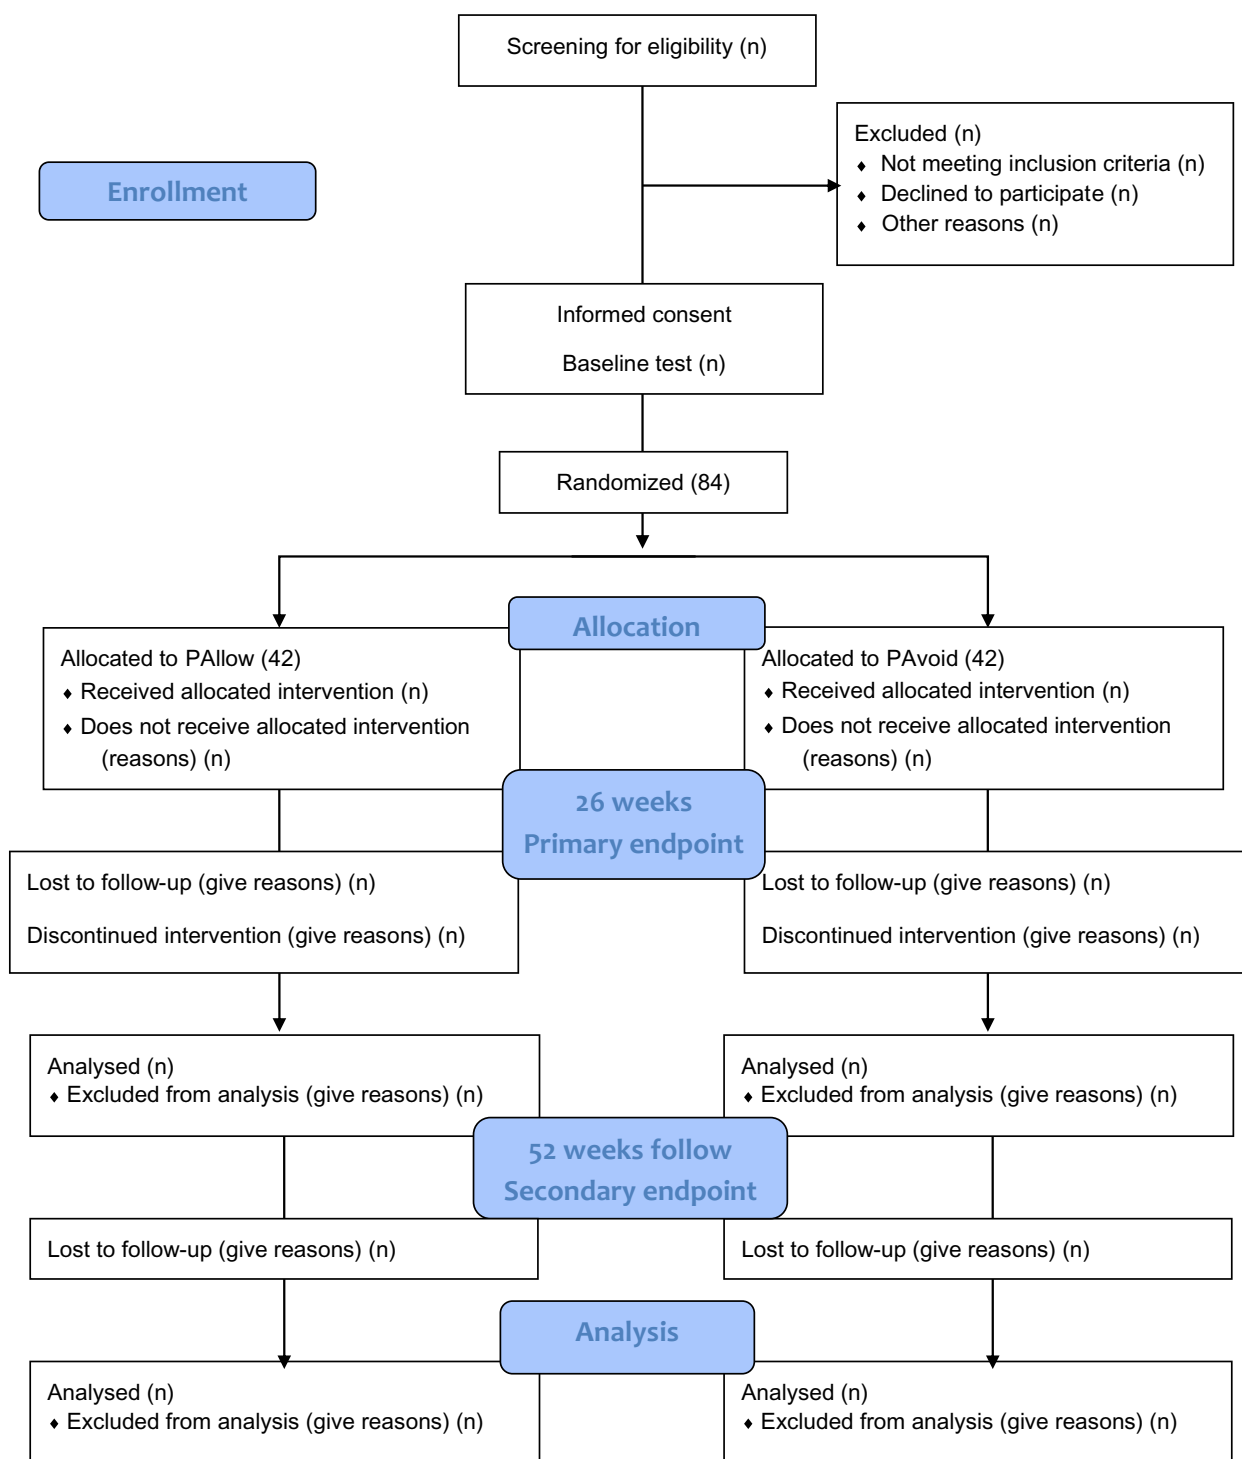 Screening for eligibility (n)
Excluded (n)
♦ Not meeting inclusion criteria (n)
♦ Declined to participate (n)
♦ Other reasons (n)
Enrollment
Informed consent
Baseline test (n)
Randomized (84)
Allocation
Allocated to PAllow (42)
♦ Received allocated intervention (n)
♦ Does not receive allocated intervention
(reasons) (n)
Allocated to PAvoid (42)
♦ Received allocated intervention (n)
♦ Does not receive allocated intervention
(reasons) (n)
26 weeks
Primary endpoint
Lost to follow-up (give reasons) (n)
Discontinued intervention (give reasons) (n)
Lost to follow-up (give reasons) (n)
Discontinued intervention (give reasons) (n)
Analysed (n)
♦ Excluded from analysis (give reasons) (n)
Analysed (n)
♦ Excluded from analysis (give reasons) (n)
52 weeks follow
Secondary endpoint
Lost to follow-up (give reasons) (n)
Lost to follow-up (give reasons) (n)
Analysis
Analysed (n)
♦ Excluded from analysis (give reasons) (n)
Analysed (n)
♦ Excluded from analysis (give reasons) (n)